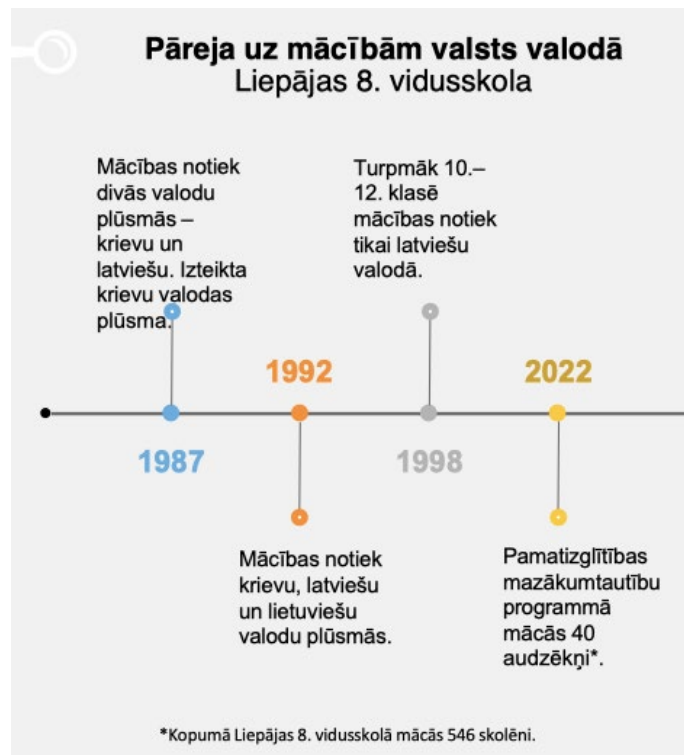 Pāreja uz mācībām valsts valodā
Liepājas 8. vidusskola
Mācības notiek
divās valodu
plūsmās –
krievu un
latviešu. Izteikta
krievu valodas
plūsma.
1987
1992
Mācības notiek
krievu, latviešu
un lietuviešu
valodu plūsmās.
Turpmāk 10.–
12. klasē
mācības notiek
tikai latviešu
valodā.
1998
2022
Pamatizglītības
mazākumtautību
programmā
mācās 40
audzēkņi*.
*Kopumā Liepājas 8. vidusskolā mācās 546 skolēni.